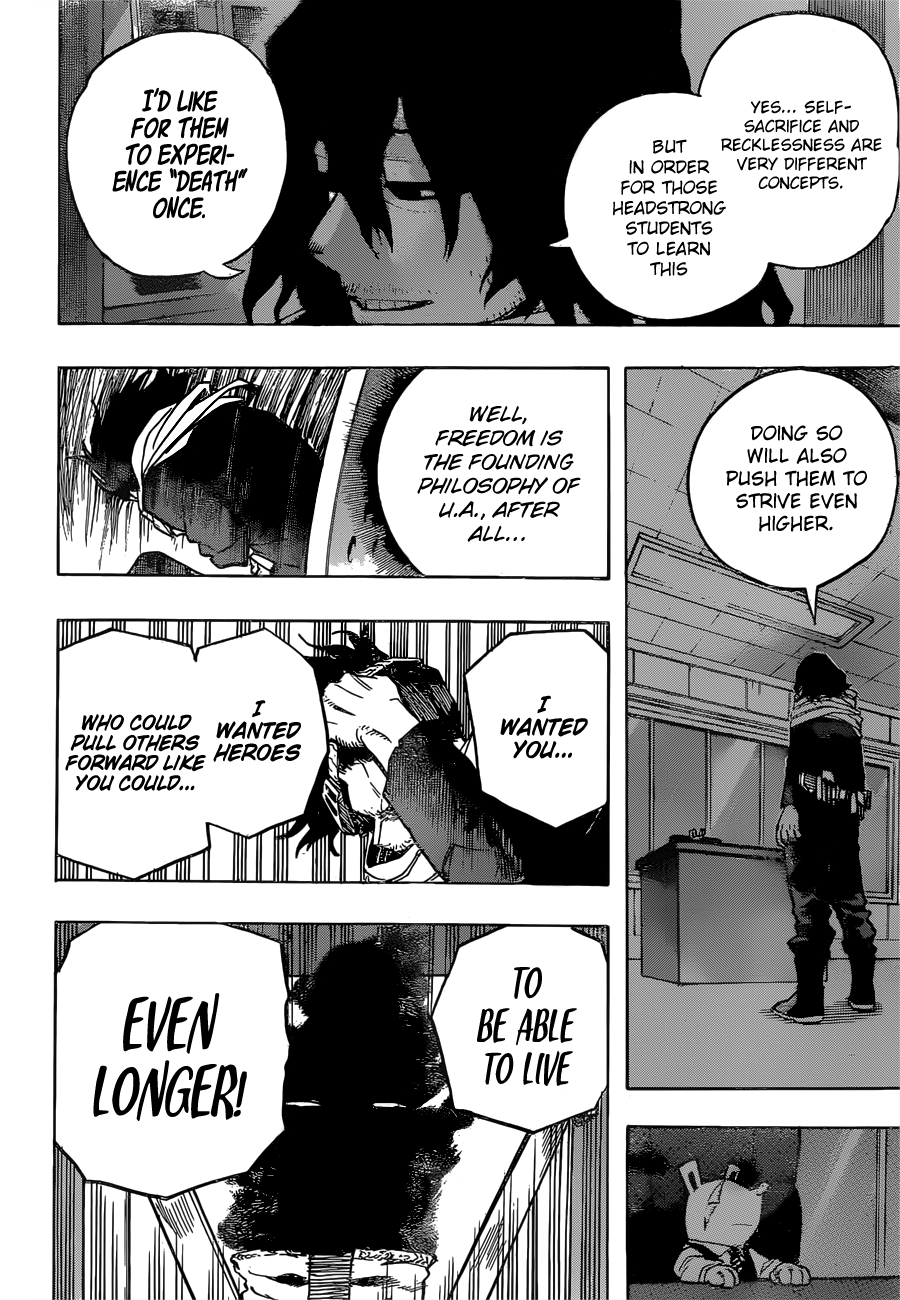 YES... SELF-
SACRIFICE AND
RECKLESSNESS ARE
VERY DIFFERENT
CONCEPTS.
BUT
IN ORDER
FOR THOSE
HEADSTRONG
STUDENTS
TO LEARN
THIS
I'D LIKE
FOR THEM
TO EXPERI-
ENCE "DEATH"
ONCE.
DOING SO
WILL ALSO
PUSH THEM TO
STRIVE EVEN
HIGHER.
WELL,
FREEDOM IS
THE FOUNDING
PHILOSOPHY OF
U.A., AFTER
ALL...
I
WANTED
YOU...
I
WANTED
HEROES
WHO COULD
PULL OTHERS
FORWARD LIKE
YOU COULD...
TO
BE ABLE
TO LIVE
EVEN
LONGER!